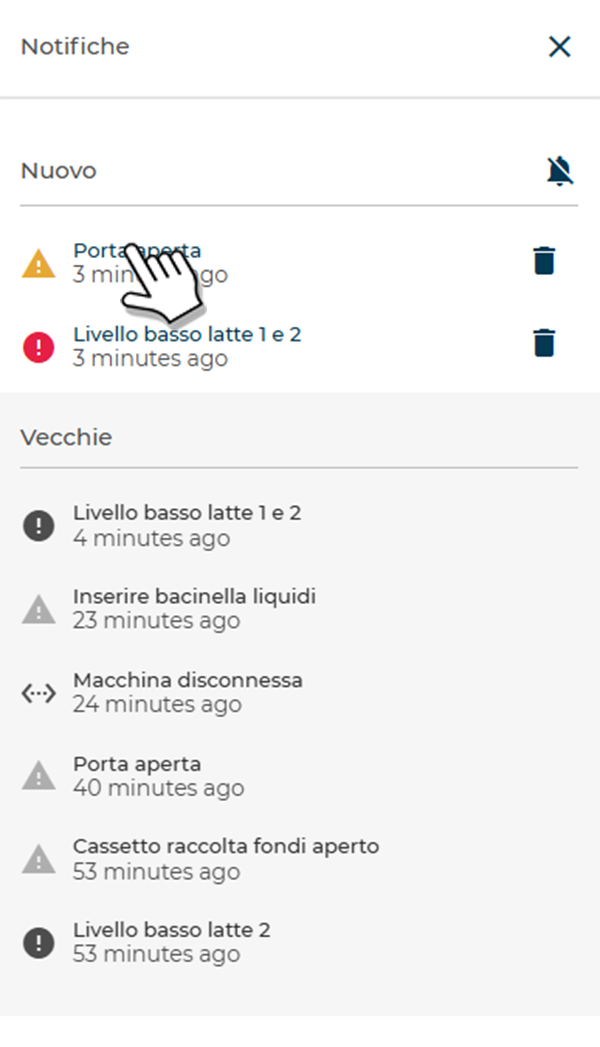 Notifiche
Nuovo
Porta aperta
3 minutes ago
Livello basso latte 1 e 2
3 minutes ago
Vecchie
Livello basso latte 1 e 2
4 minutes ago
Inserire bacinella liquidi
23 minutes ago
Macchina disconnessa
24 minutes ago
Porta aperta
40 minutes ago
Cassetto raccolta fondi aperto
53 minutes ago
Livello basso latte 2
53 minutes ago